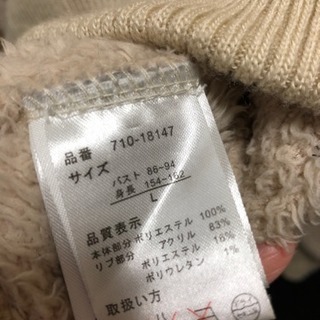 品番 710-18147
サイズ
バスト 86-94
身長 154-162
L
品質表示
本体部分 ポリエステル 100%
リブ部分 アクリル 83%
ポリエステル 16%
ポリウレタン 1%
取扱い方